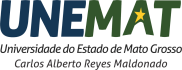 UNEMAT
Universidade do Estado de Mato Grosso
Carlos Alberto Reyes Maldonado